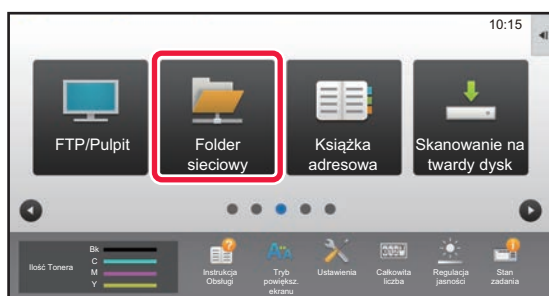 10:15
FTP/Pulpit
Folder
sieciowy
Książka
adresowa
Skanowanie na
twardy dysk
Ilość Tonera
Bk
C
M
Y
Instrukcja
Obsługi
Tryb
powiększ.
ekranu
Ustawienia
Całkowita
liczba
Regulacja
jasności
Stan
zadania